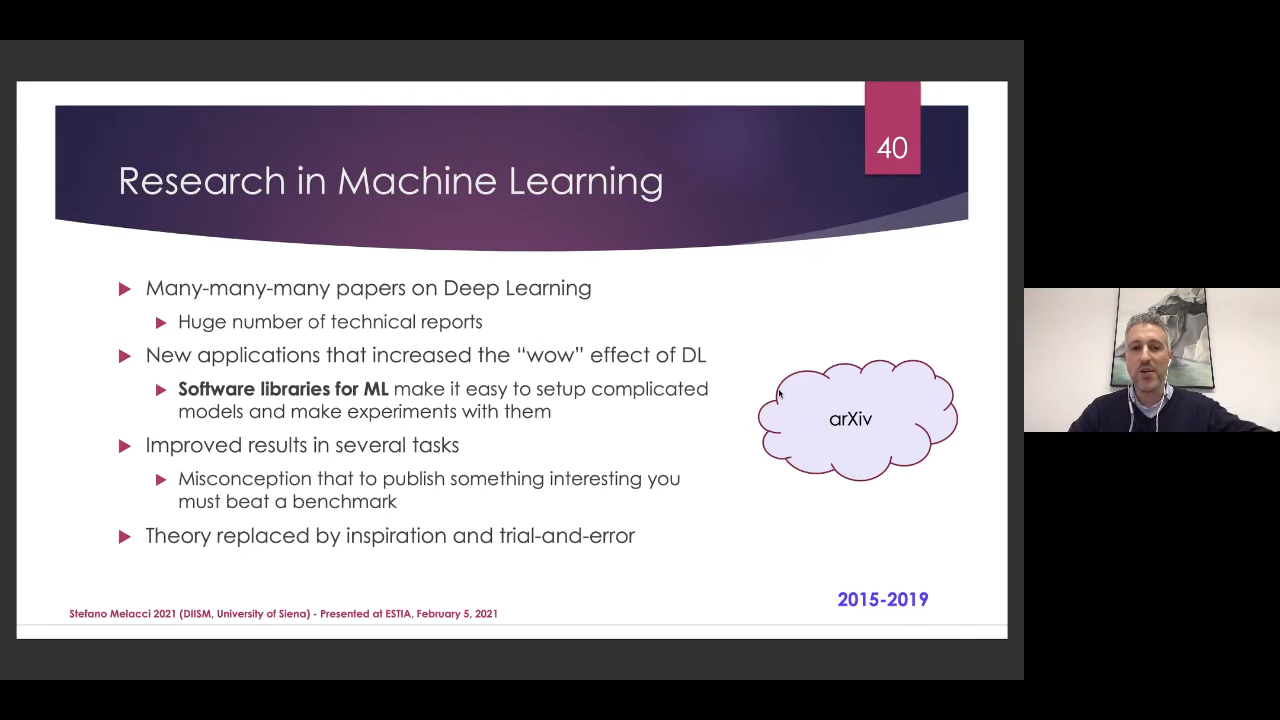 40
Research in Machine Learning
Many-many-many papers on Deep Learning
Huge number of technical reports
New applications that increased the “wow” effect of DL
Software libraries for ML make it easy to setup complicated
models and make experiments with them
arXiv
Improved results in several tasks
Misconception that to publish something interesting you
must beat a benchmark
Theory replaced by inspiration and trial-and-error
2015-2019
Stefano Melacci 2021 (DIISM, University of Siena) - Presented at ESTIA, February 5, 2021